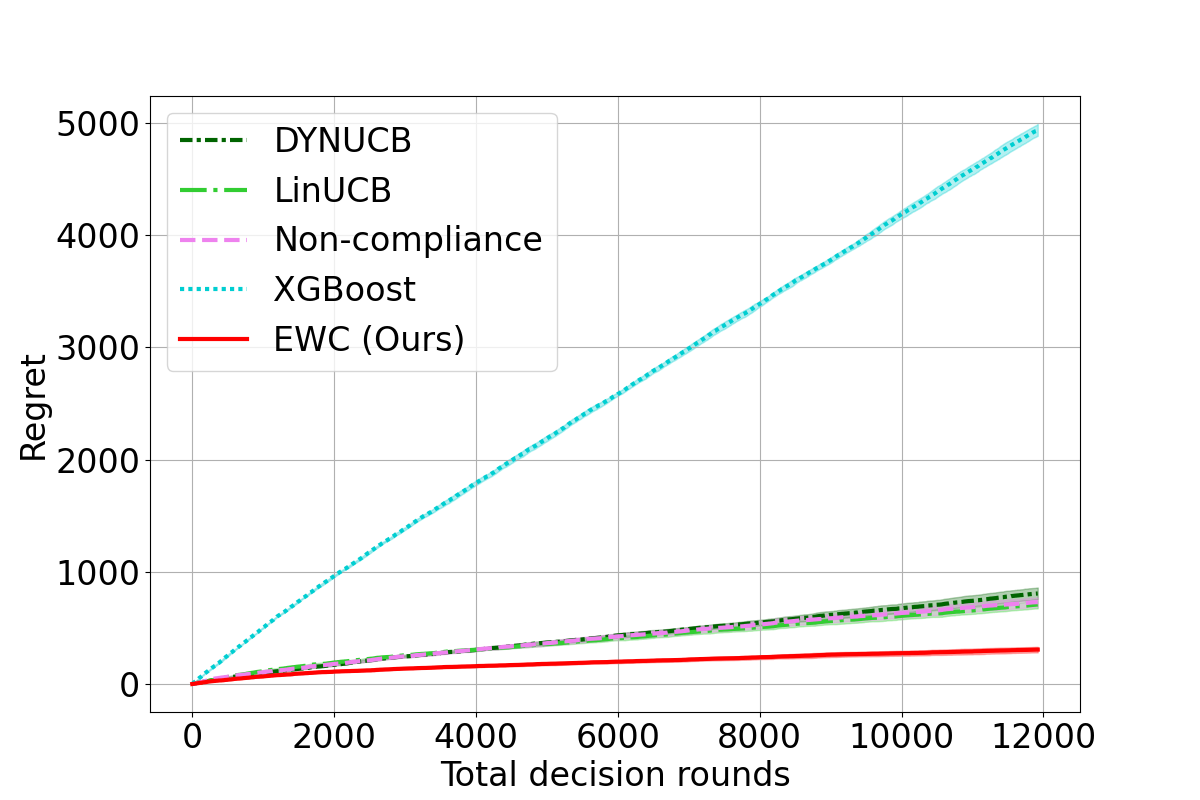 5000
4000
3000
2000
1000
0
Regret
DYNUCB
LinUCB
Non-compliance
XGBoost
EWC (Ours)
0 2000 4000 6000 8000 10000 12000
Total decision rounds